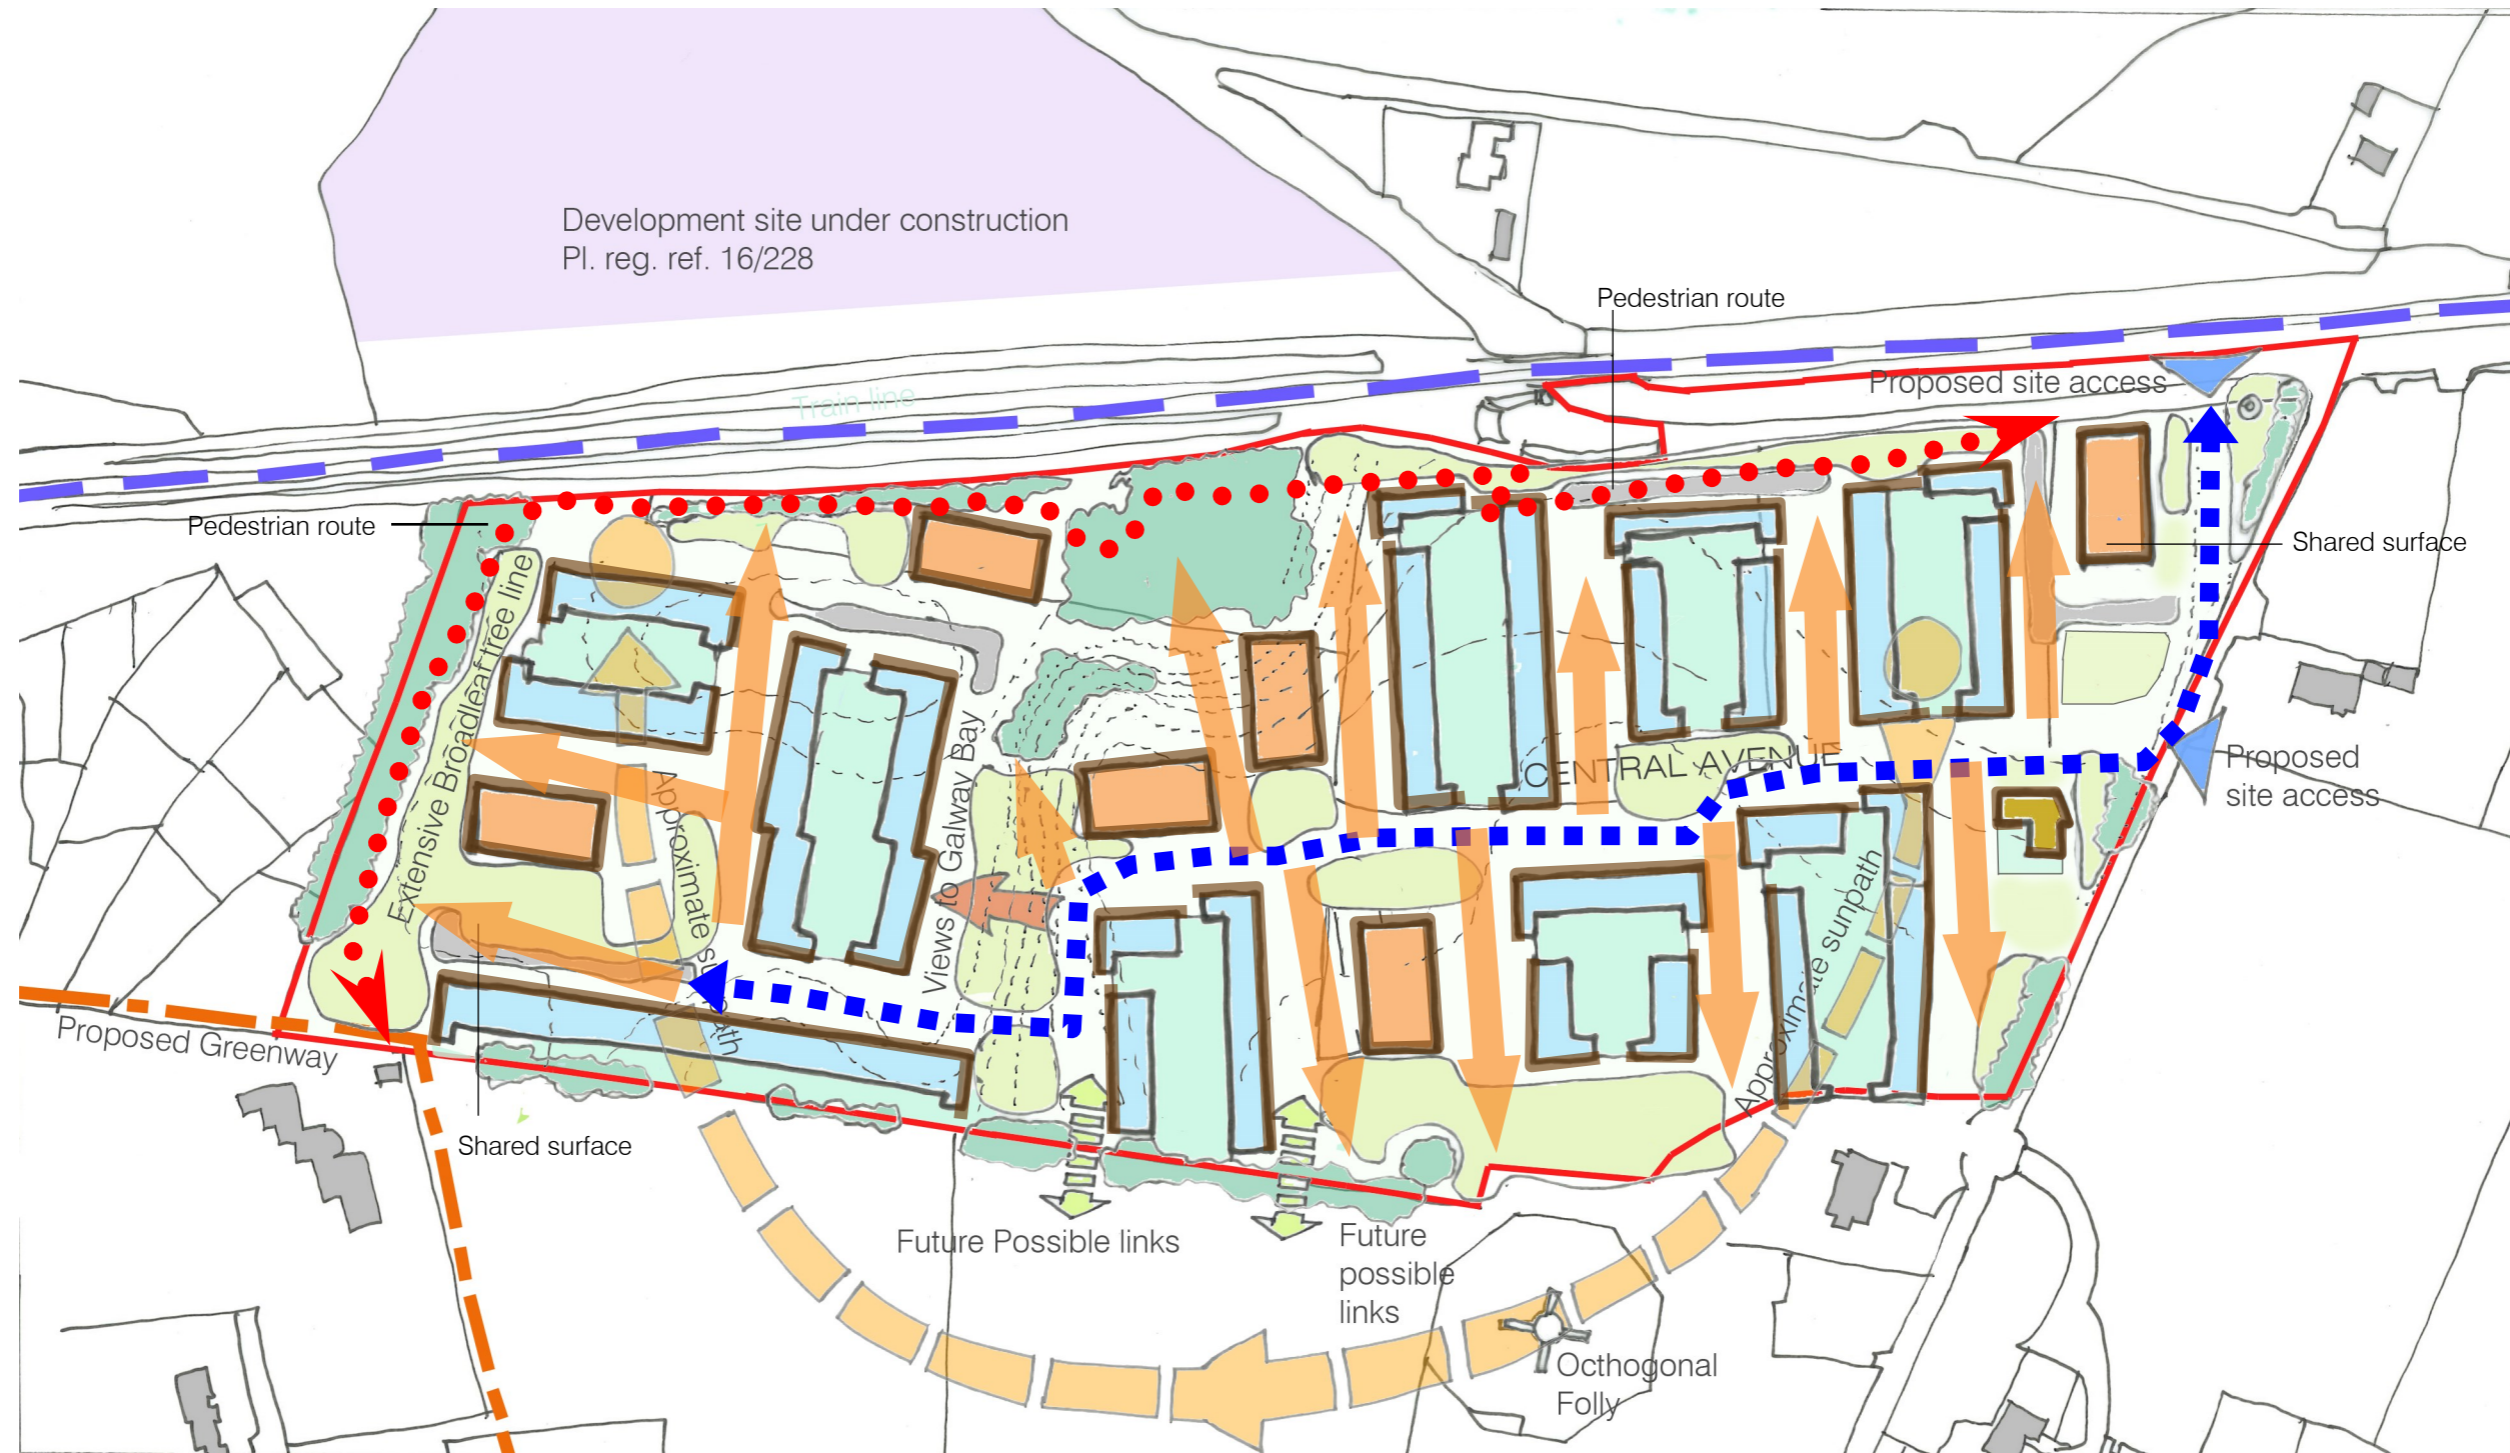 Development site under construction
Pl. reg. ref. 16/228
Pedestrian route
Train line
Proposed site access
Pedestrian route
Shared surface
Extensive Broadleaf tree line
Approximate sunpath
Views to Galway Bay
CENTRAL AVENUE
Proposed
site access
Approximate sunpath
Proposed Greenway
Shared surface
Future Possible links
Future
possible
links
Octhogonal
Folly